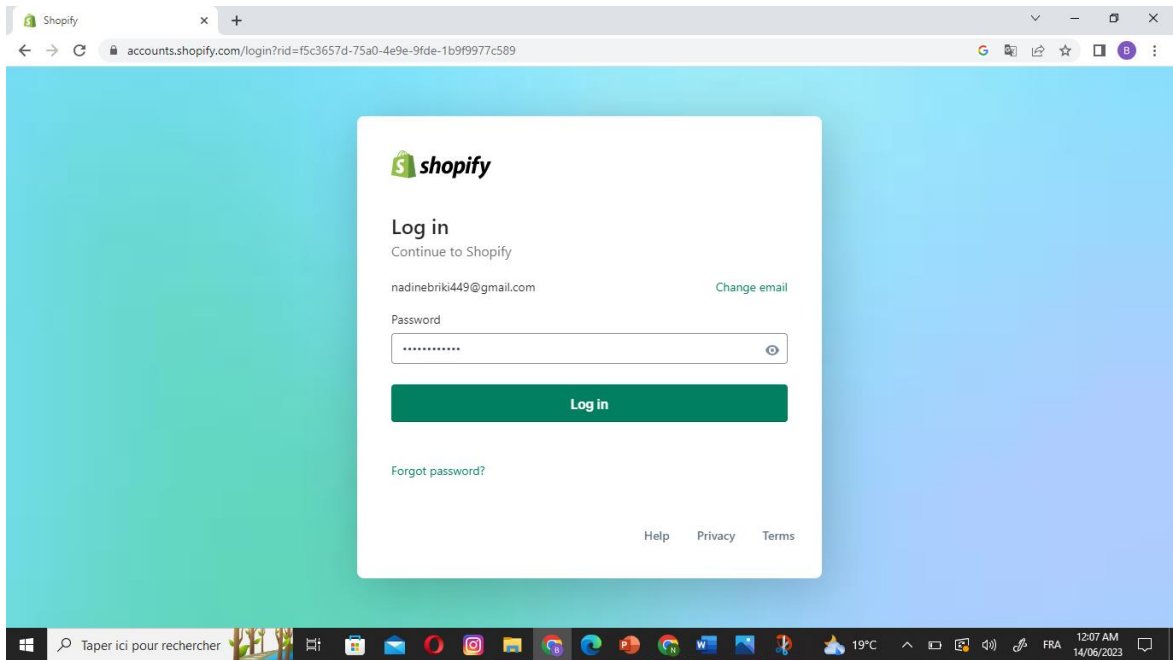 Shopify
accounts.shopify.com/login?rid=f5c3657d-75a0-4e9e-9fde-1b9f9977c589
B
shopify
Log in
Continue to Shopify
nadinebriki449@gmail.com Change email
Password
••••••••••••
Log in
Forgot password?
Help Privacy Terms
Taper ici pour rechercher 19°C FRA 12:07 AM
14/06/2023